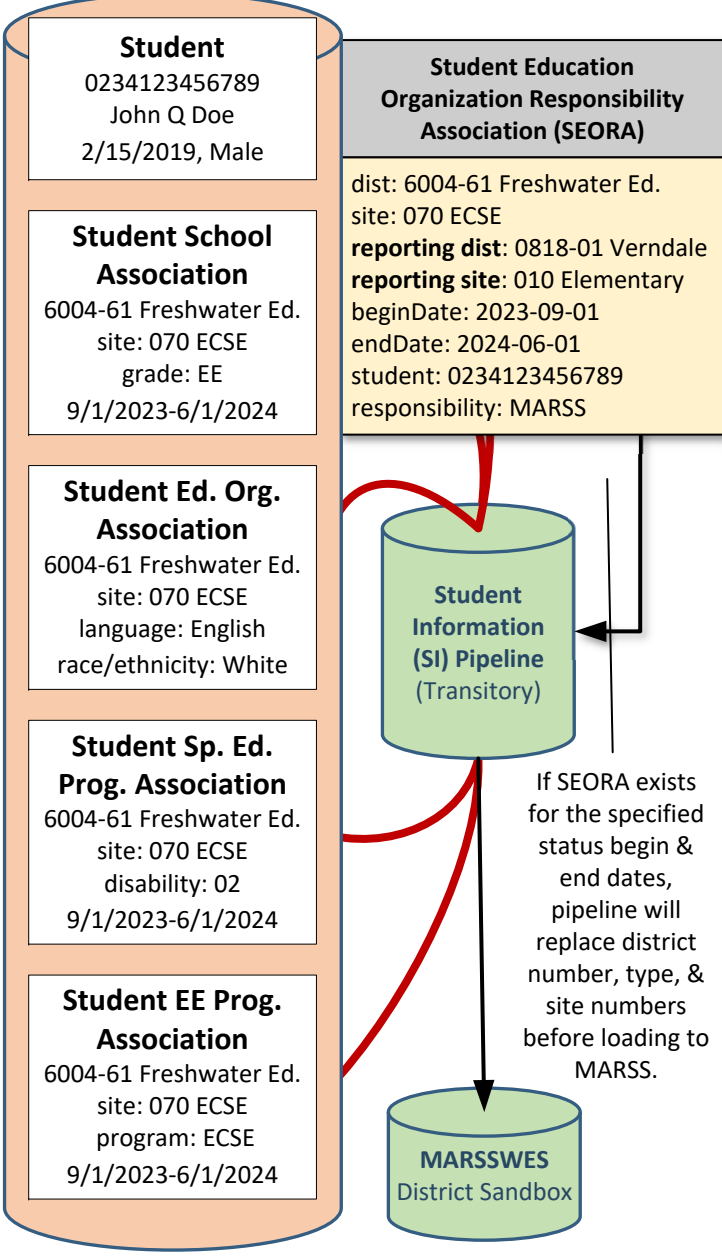 Student
0234123456789
John Q Doe
2/15/2019, Male
Student School
Association
6004-61 Freshwater Ed.
site: 070 ECSE
grade: EE
9/1/2023-6/1/2024
Student Ed. Org.
Association
6004-61 Freshwater Ed.
site: 070 ECSE
language: English
race/ethnicity: White
Student Sp. Ed.
Prog. Association
6004-61 Freshwater Ed.
site: 070 ECSE
disability: 02
9/1/2023-6/1/2024
Student EE Prog.
Association
6004-61 Freshwater Ed.
site: 070 ECSE
program: ECSE
9/1/2023-6/1/2024
Student Education
Organization Responsibility
Association (SEORA)
dist: 6004-61 Freshwater Ed.
site: 070 ECSE
reporting dist: 0818-01 Verndale
reporting site: 010 Elementary
beginDate: 2023-09-01
endDate: 2024-06-01
student: 0234123456789
responsibility: MARSS
Student
Information
(SI) Pipeline
(Transitory)
If SEORA exists
for the specified
status begin &
end dates,
pipeline will
replace district
number, type, &
site numbers
before loading to
MARSS.
MARSSWES
District Sandbox